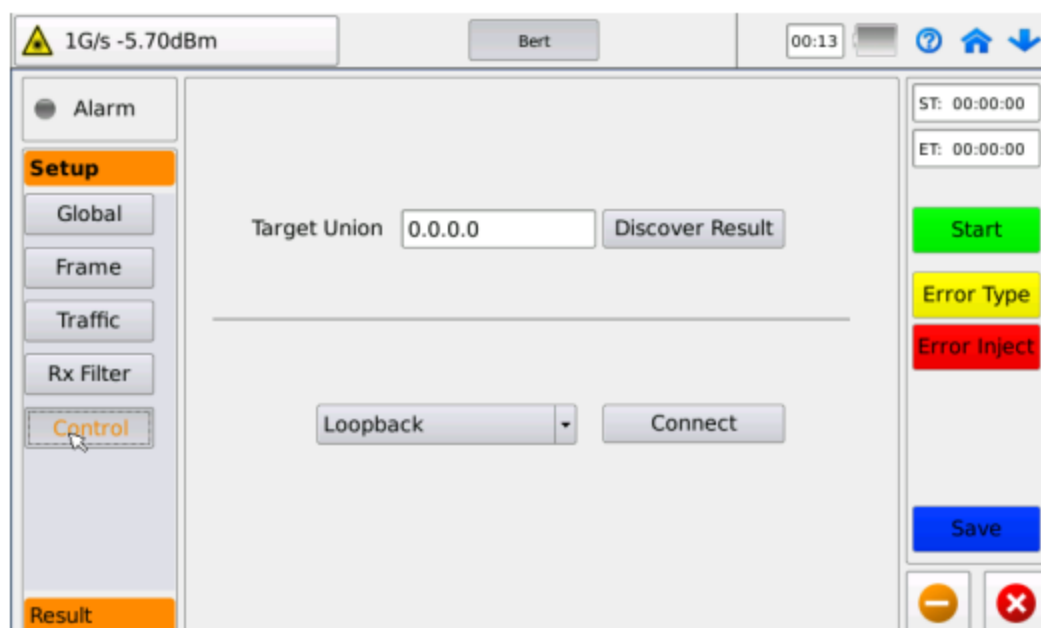 1G/s -5.70dBm
Bert
00:13
Alarm
Setup
Global
Frame
Traffic
Rx Filter
Control
Result
Target Union 0.0.0.0 Discover Result
Loopback Connect
ST: 00:00:00
ET: 00:00:00
Start
Error Type
Error Inject
Save